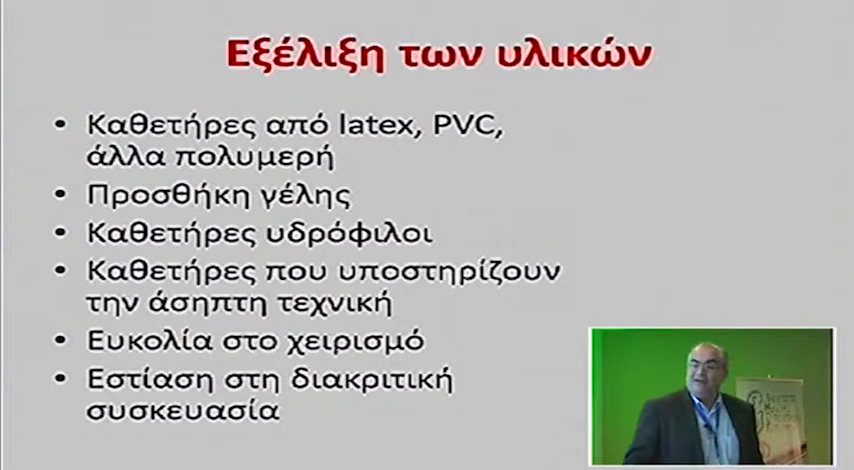 Εξέλιξη των υλικών
• Καθετήρες από latex, PVC,
άλλα πολυμερή
• Προσθήκη γέλης
• Καθετήρες υδρόφιλοι
• Καθετήρες που υποστηρίζουν
την άσηπτη τεχνική
• Ευκολία στο χειρισμό
• Εστίαση στη διακριτική
συσκευασία